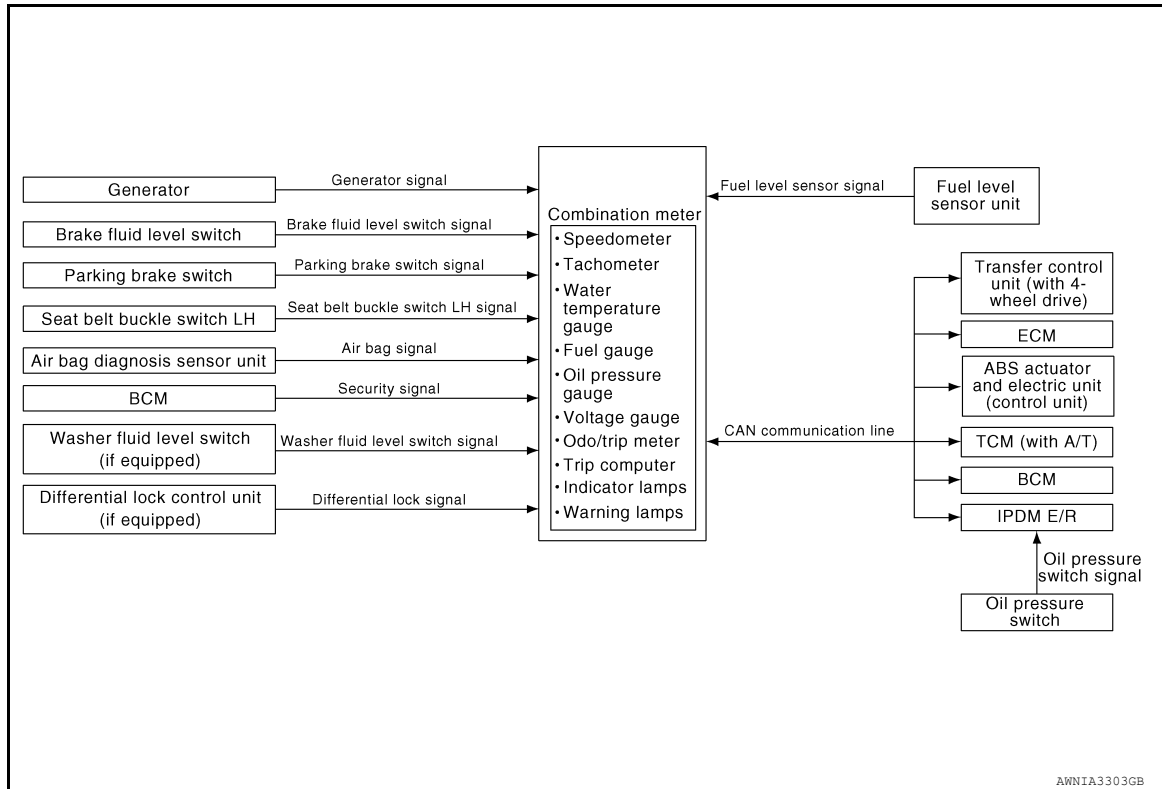 Generator
Generator signal
Brake fluid level switch
Brake fluid level switch signal
Parking brake switch
Parking brake switch signal
Seat belt buckle switch LH
Seat belt buckle switch LH signal
Air bag diagnosis sensor unit
Air bag signal
BCM
Security signal
Washer fluid level switch
(if equipped)
Washer fluid level switch signal
Differential lock control unit
(if equipped)
Differential lock signal
Combination meter
• Speedometer
• Tachometer
• Water
temperature
gauge
• Fuel gauge
• Oil pressure
gauge
• Voltage gauge
• Odo/trip meter
• Trip computer
• Indicator lamps
• Warning lamps
Fuel level sensor signal
Fuel level
sensor unit
CAN communication line
Transfer control
unit (with 4-
wheel drive)
ECM
ABS actuator
and electric unit
(control unit)
TCM (with A/T)
BCM
IPDM E/R
Oil pressure
switch signal
Oil pressure
switch
AWNIA3303GB